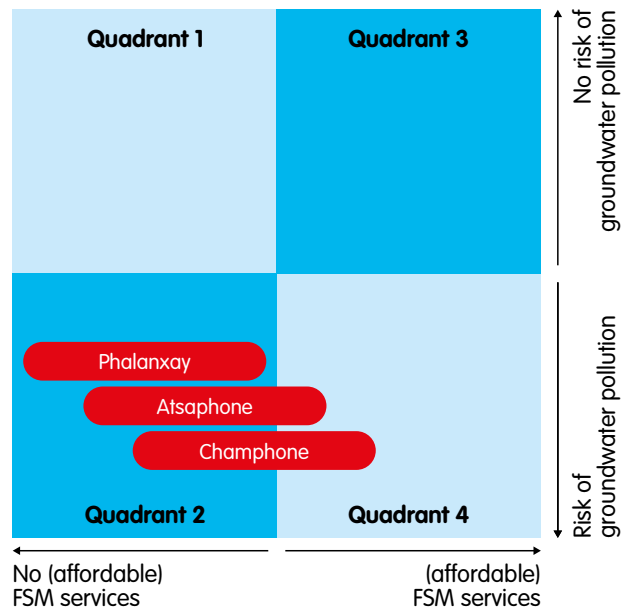 Quadrant 1
Quadrant 3
No risk of
groundwater pollution
Phalanxay
Atsaphone
Champhone
Quadrant 2
Quadrant 4
Risk of
groundwater pollution
No (affordable)
FSM services
(affordable)
FSM services